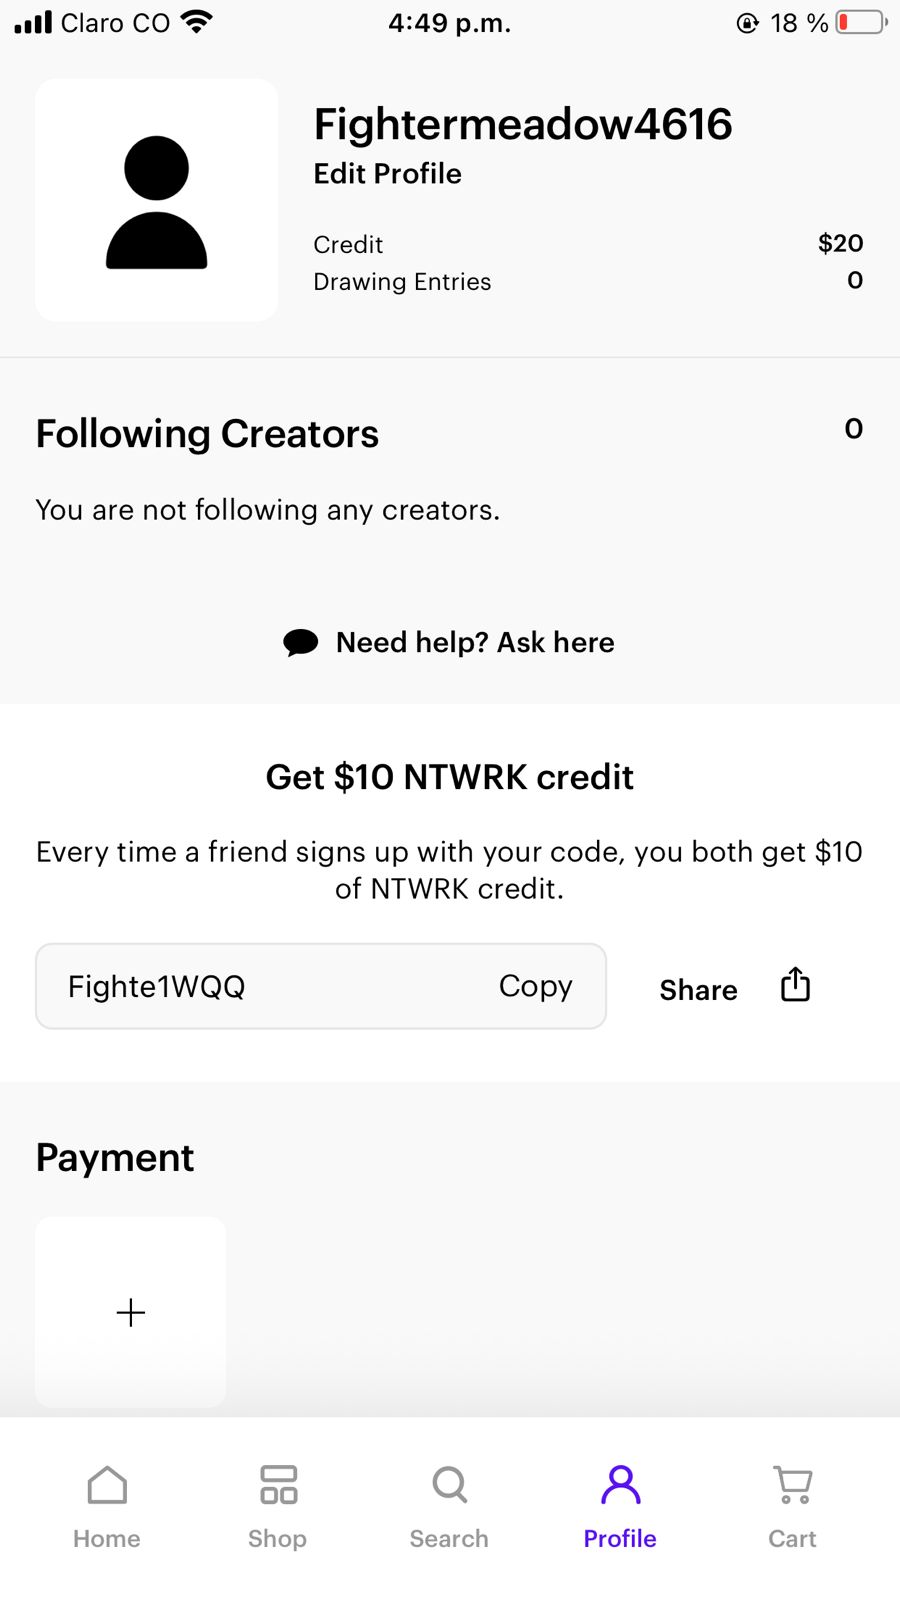 Claro CO
4:49 p.m.
18 %
Fightermeadow4616
Edit Profile
Credit $20
Drawing Entries 0
Following Creators 0
You are not following any creators.
Need help? Ask here
Get $10 NTWRK credit
Every time a friend signs up with your code, you both get $10
of NTWRK credit.
Fighte1WQQ Copy Share
Payment
Home Shop Search Profile Cart